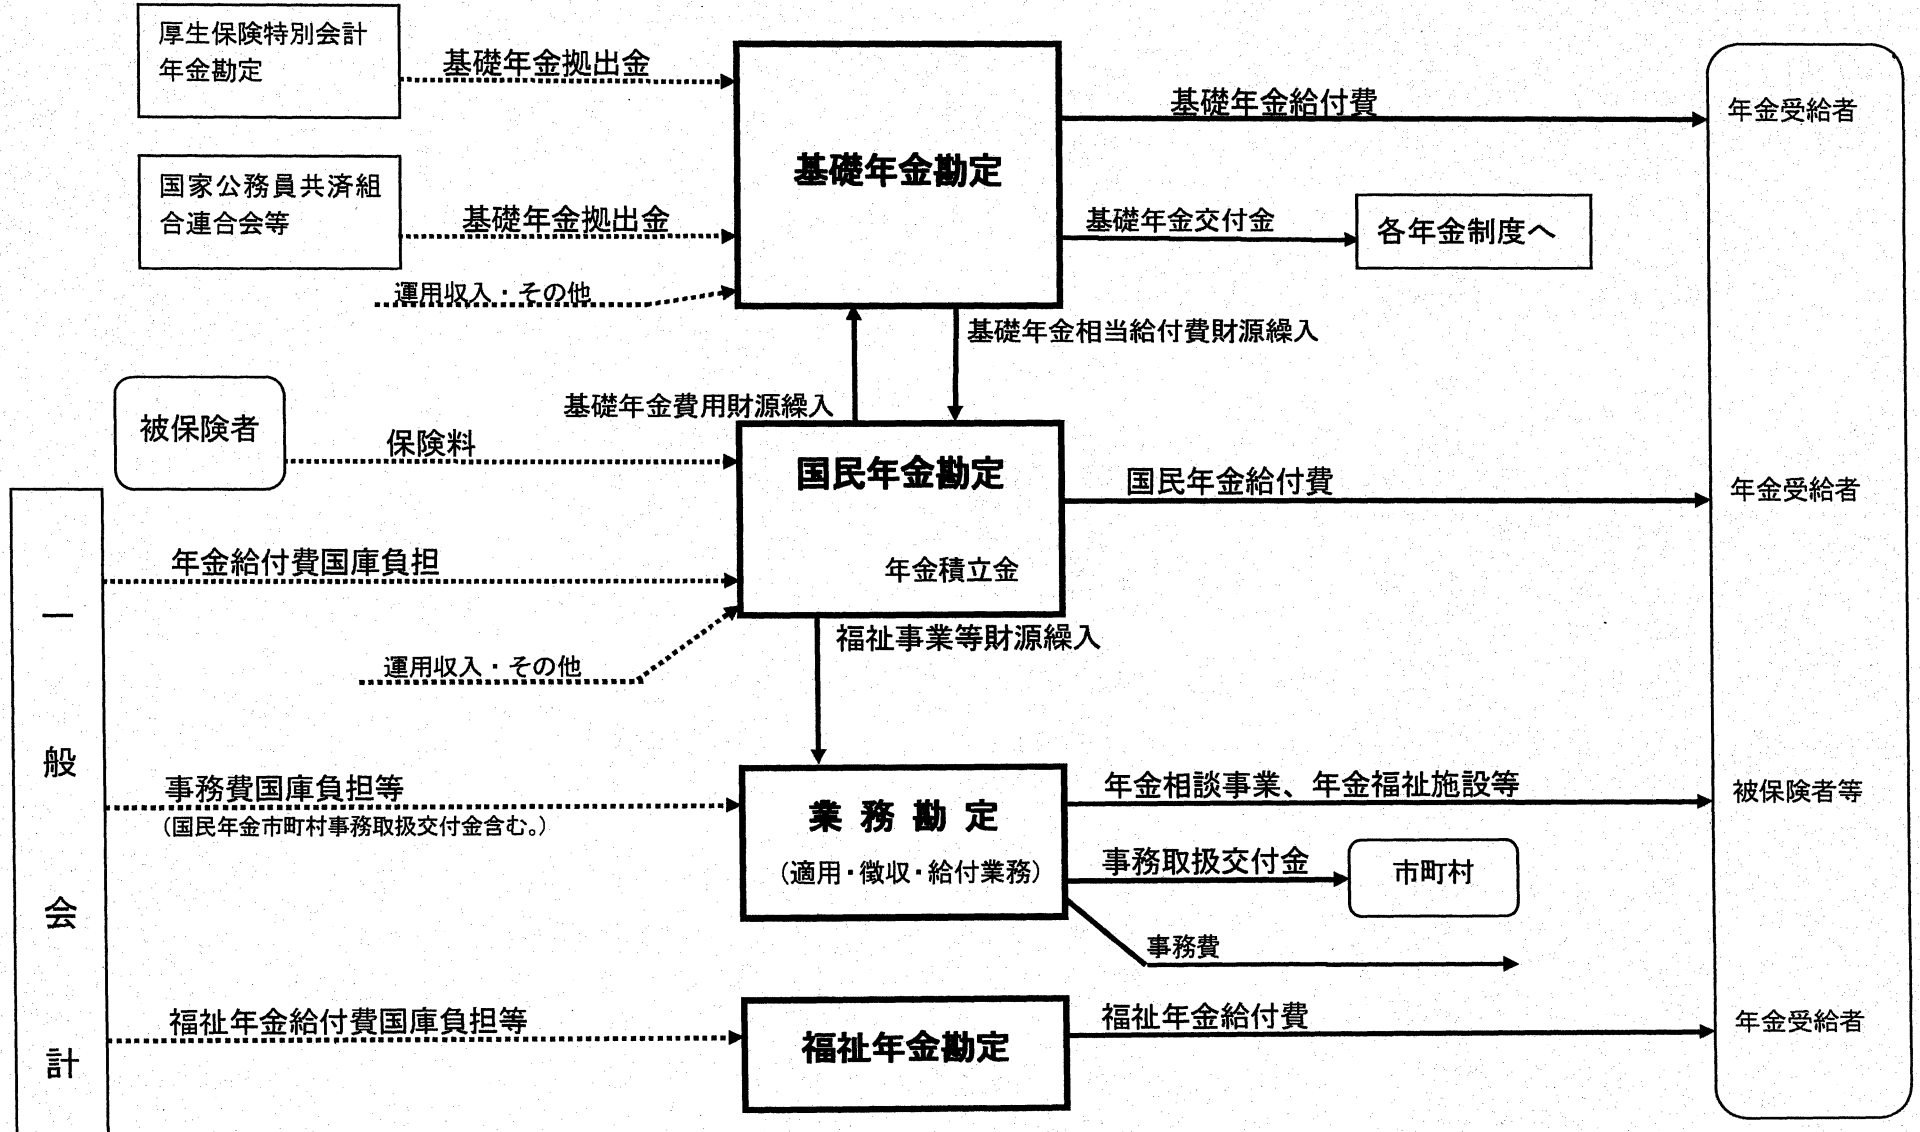 厚生保険特別会計
年金勘定
基礎年金拠出金
国家公務員共済組
合連合会等
基礎年金拠出金
運用収入・その他
基礎年金勘定
基礎年金給付費
年金受給者
基礎年金交付金
各年金制度へ
基礎年金相当給付費財源繰入
基礎年金費用財源繰入
被保険者
保険料
国民年金勘定
年金積立金
国民年金給付費
年金受給者
一般会計
年金給付費国庫負担
運用収入・その他
福祉事業等財源繰入
事務費国庫負担等
(国民年金市町村事務取扱交付金含む。)
業務勘定
(適用・徴収・給付業務)
年金相談事業、年金福祉施設等
被保険者等
事務取扱交付金
市町村
事務費
福祉年金給付費国庫負担等
福祉年金勘定
福祉年金給付費
年金受給者